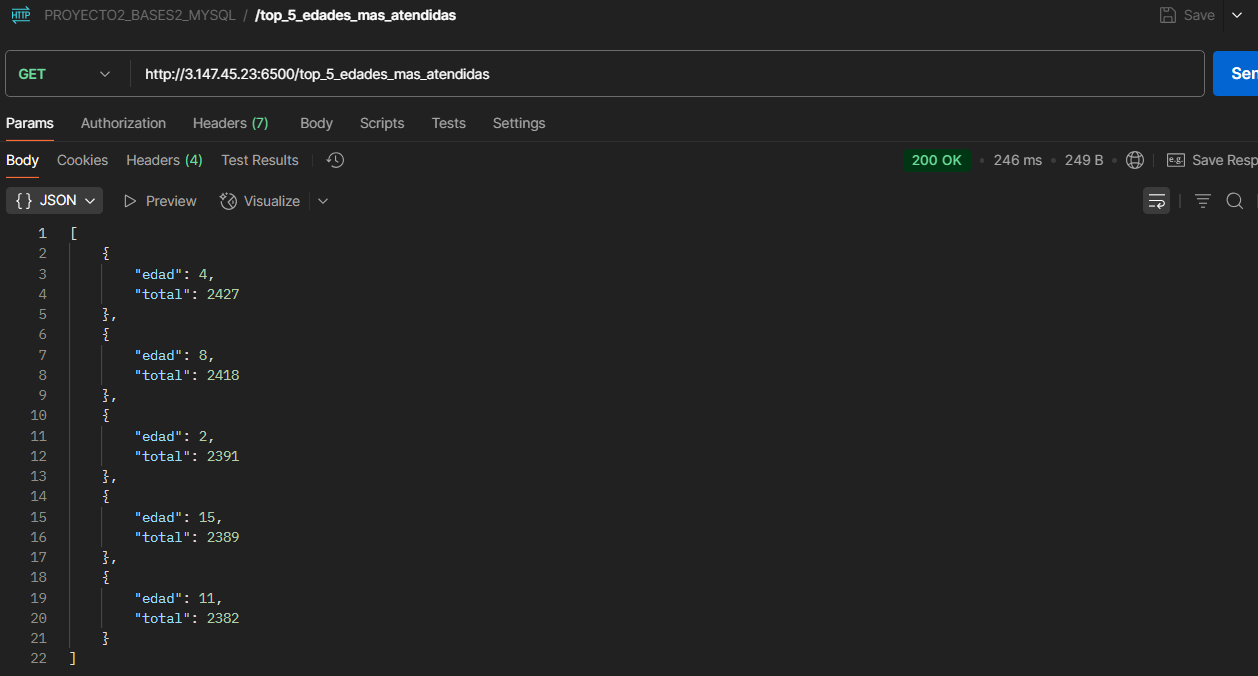 HTTP PROYECTO2_BASES2_MYSQL / /top_5_edades_mas_atendidas Save
GET http://3.147.45.23:6500/top_5_edades_mas_atendidas Sen
Params Authorization Headers (7) Body Scripts Tests Settings
Body Cookies Headers (4) Test Results 200 OK 246 ms 249 B e.g. Save Resp
{} JSON Preview Visualize
1 [
2 {
3 "edad": 4,
4 "total": 2427
5 },
6 {
7 "edad": 8,
8 "total": 2418
9 },
10 {
11 "edad": 2,
12 "total": 2391
13 },
14 {
15 "edad": 15,
16 "total": 2389
17 },
18 {
19 "edad": 11,
20 "total": 2382
21 }
22 ]